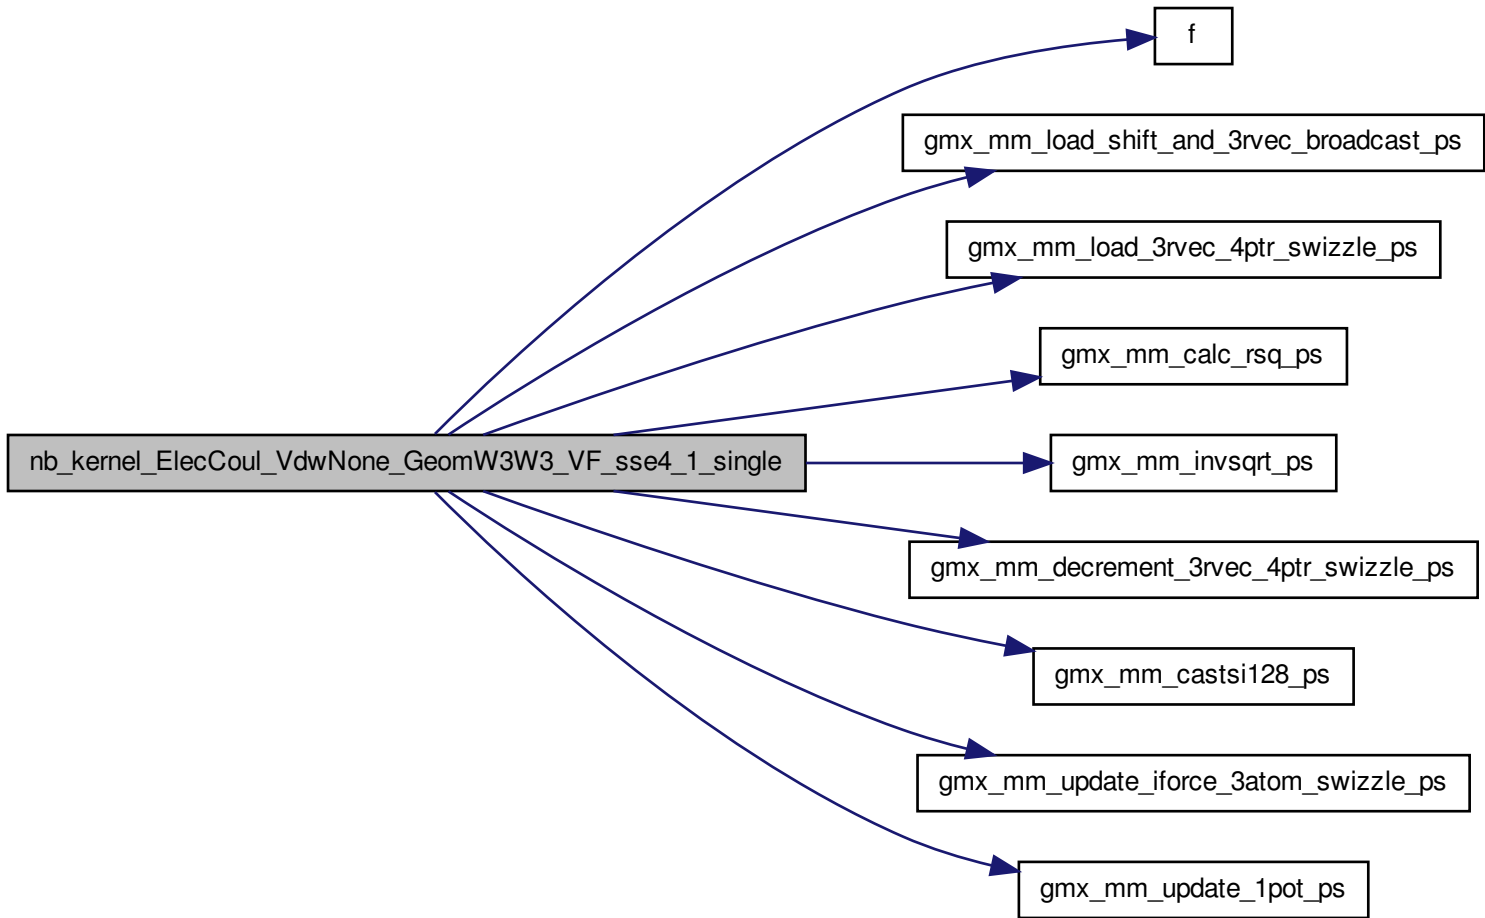 f
gmx_mm_load_shift_and_3rvec_broadcast_ps
gmx_mm_load_3rvec_4ptr_swizzle_ps
gmx_mm_calc_rsq_ps
nb_kernel_ElecCoul_VdwNone_GeomW3W3_VF_sse4_1_single
gmx_mm_invsqrt_ps
gmx_mm_decrement_3rvec_4ptr_swizzle_ps
gmx_mm_castsi128_ps
gmx_mm_update_iforce_3atom_swizzle_ps
gmx_mm_update_1pot_ps